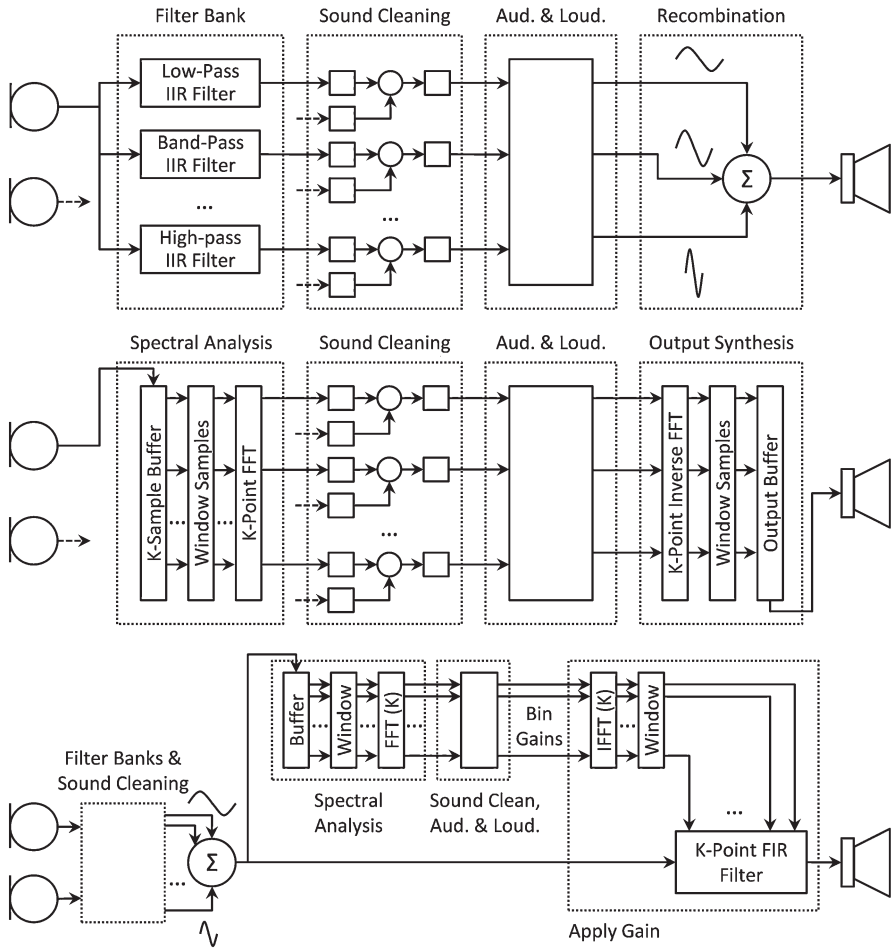 Filter Bank
Sound Cleaning
Aud. & Loud.
Recombination
Low-Pass
IIR Filter
Band-Pass
IIR Filter
...
High-pass
IIR Filter
...
Σ
Spectral Analysis
Sound Cleaning
Aud. & Loud.
Output Synthesis
K-Sample Buffer
...
Window Samples
...
K-Point FFT
...
K-Point Inverse FFT
Window Samples
Output Buffer
Filter Banks &
Sound Cleaning
...
Σ
Buffer
...
Window
...
FFT (K)
...
Spectral
Analysis
Sound Clean,
Aud. & Loud.
Bin
Gains
IFFT (K)
...
Window
...
K-Point FIR
Filter
Apply Gain